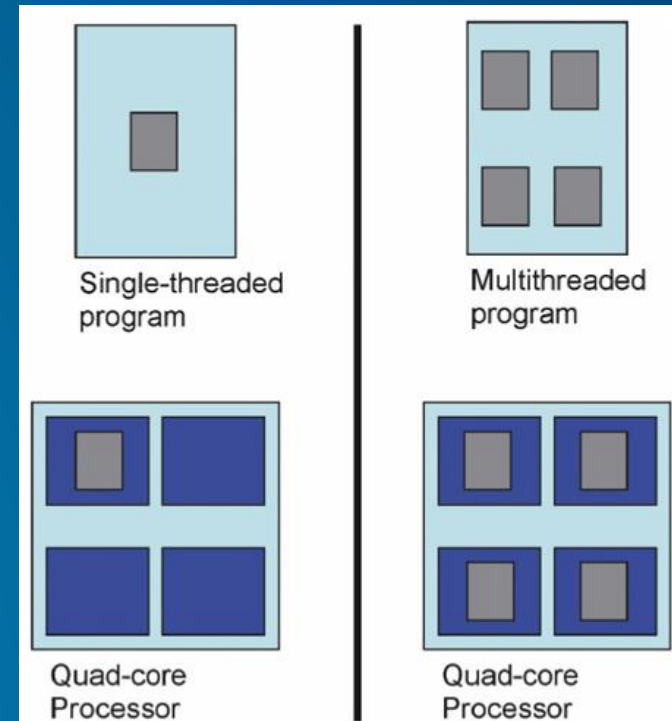 Single-threaded
program
Multithreaded
program
Quad-core
Processor
Quad-core
Processor